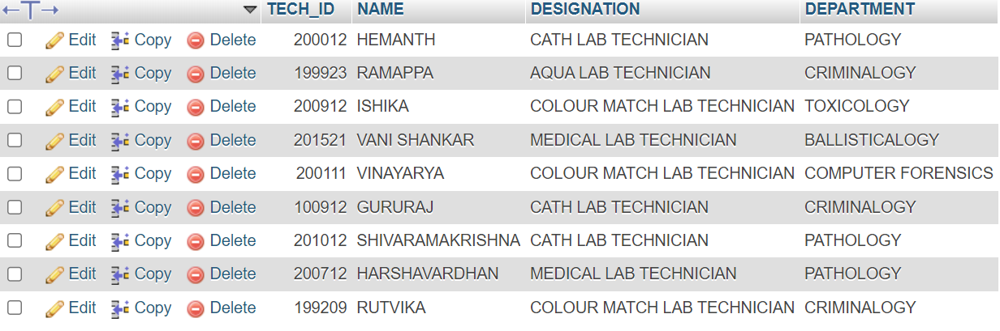 TECH_ID NAME DESIGNATION DEPARTMENT
Edit Copy Delete 200012 HEMANTH CATH LAB TECHNICIAN PATHOLOGY
Edit Copy Delete 199923 RAMAPPA AQUA LAB TECHNICIAN CRIMINALOGY
Edit Copy Delete 200912 ISHIKA COLOUR MATCH LAB TECHNICIAN TOXICOLOGY
Edit Copy Delete 201521 VANI SHANKAR MEDICAL LAB TECHNICIAN BALLISTICALOGY
Edit Copy Delete 200111 VINAYARYA COLOUR MATCH LAB TECHNICIAN COMPUTER FORENSICS
Edit Copy Delete 100912 GURURAJ CATH LAB TECHNICIAN CRIMINALOGY
Edit Copy Delete 201012 SHIVARAMAKRISHNA CATH LAB TECHNICIAN PATHOLOGY
Edit Copy Delete 200712 HARSHAVARDHAN MEDICAL LAB TECHNICIAN PATHOLOGY
Edit Copy Delete 199209 RUTVIKA COLOUR MATCH LAB TECHNICIAN CRIMINALOGY